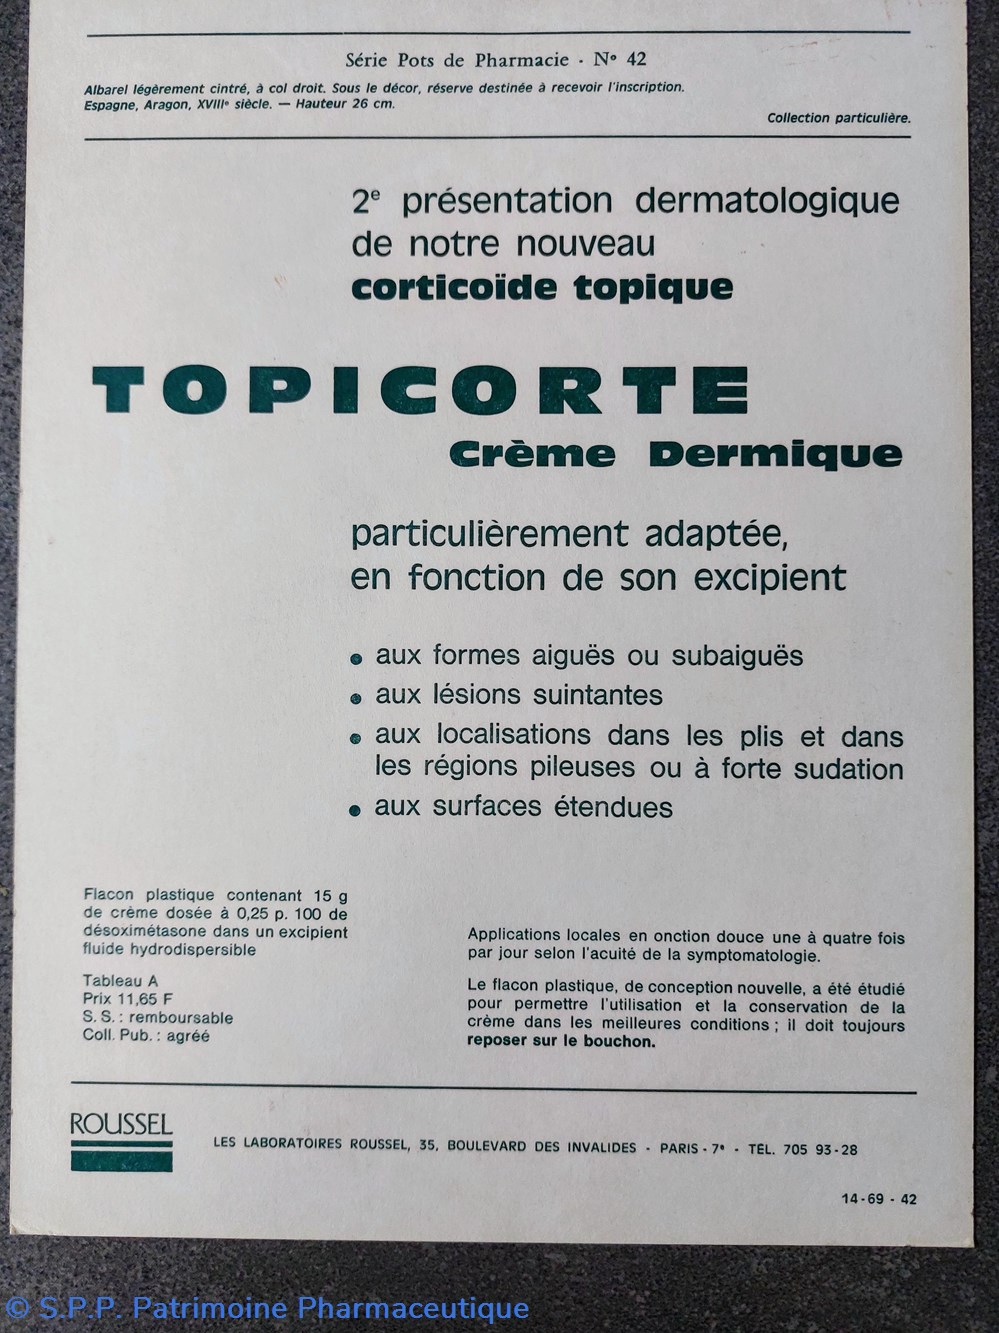 Série Pots de Pharmacie - Nº 42
Albarel légèrement cintré, à col droit. Sous le décor, réserve destinée à recevoir l'inscription.
Espagne, Aragon, XVIIIᵉ siècle. — Hauteur 26 cm.
Collection particulière.
2ᵉ présentation dermatologique
de notre nouveau
corticoïde topique
TOPICORTE
Crème Dermique
particulièrement adaptée,
en fonction de son excipient
• aux formes aiguës ou subaiguës
• aux lésions suintantes
• aux localisations dans les plis et dans
les régions pileuses ou à forte sudation
• aux surfaces étendues
Flacon plastique contenant 15 g
de crème dosée à 0,25 p. 100 de
désoximétasone dans un excipient
fluide hydrodispersible
Tableau A
Prix 11,65 F
S. S. : remboursable
Coll. Pub. : agréé
Applications locales en onction douce une à quatre fois
par jour selon l'acuité de la symptomatologie.
Le flacon plastique, de conception nouvelle, a été étudié
pour permettre l'utilisation et la conservation de la
crème dans les meilleures conditions ; il doit toujours
reposer sur le bouchon.
ROUSSEL
LES LABORATOIRES ROUSSEL, 35, BOULEVARD DES INVALIDES - PARIS - 7ᵉ - TÉL. 705 93-28
14-69 - 42
© S.P.P. Patrimoine Pharmaceutique